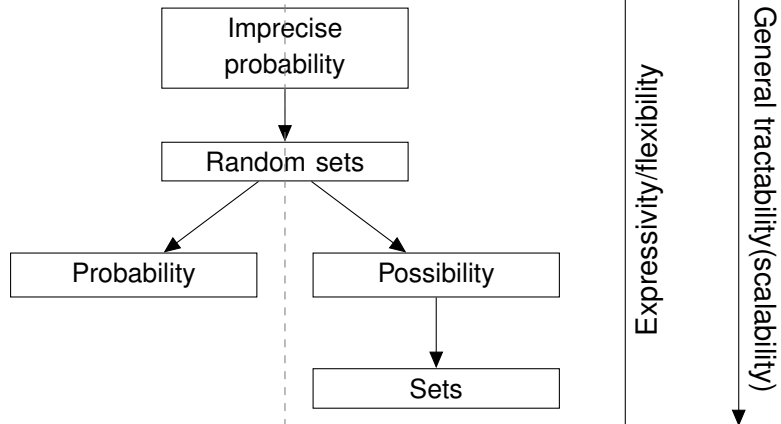 Imprecise
probability
Random sets
Probability
Possibility
Sets
Expressivity/flexibility
General tractability(scalability)